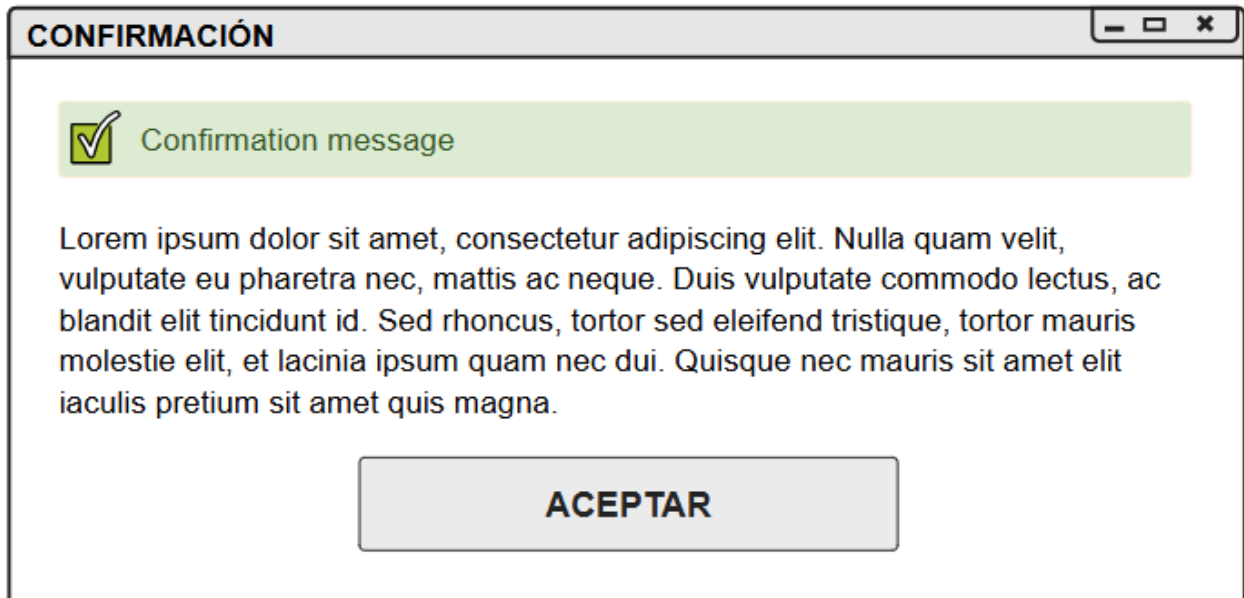 CONFIRMACIÓN
Confirmation message
Lorem ipsum dolor sit amet, consectetur adipiscing elit. Nulla quam velit,
vulputate eu pharetra nec, mattis ac neque. Duis vulputate commodo lectus, ac
blandit elit tincidunt id. Sed rhoncus, tortor sed eleifend tristique, tortor mauris
molestie elit, et lacinia ipsum quam nec dui. Quisque nec mauris sit amet elit
iaculis pretium sit amet quis magna.
ACEPTAR